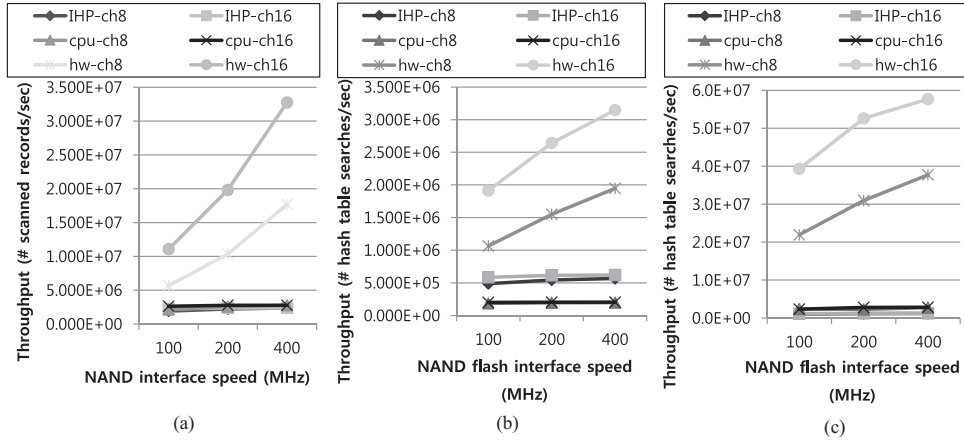 IHP-ch8 IHP-ch16
cpu-ch8 cpu-ch16
hw-ch8 hw-ch16
Throughput (# scanned records/sec)
3.500E+07
3.000E+07
2.500E+07
2.000E+07
1.500E+07
1.000E+07
5.000E+06
0.000E+00
100 200 400
NAND interface speed (MHz)
(a)
IHP-ch8 IHP-ch16
cpu-ch8 cpu-ch16
hw-ch8 hw-ch16
Throughput (# hash table searches/sec)
3.500E+06
3.000E+06
2.500E+06
2.000E+06
1.500E+06
1.000E+06
5.000E+05
0.000E+00
100 200 400
NAND flash interface speed
(MHz)
(b)
IHP-ch8 IHP-ch16
cpu-ch8 cpu-ch16
hw-ch8 hw-ch16
Throughput (# hash table searches/sec)
6.0E+07
5.0E+07
4.0E+07
3.0E+07
2.0E+07
1.0E+07
0.0E+00
100 200 400
NAND flash interface speed
(MHz)
(c)